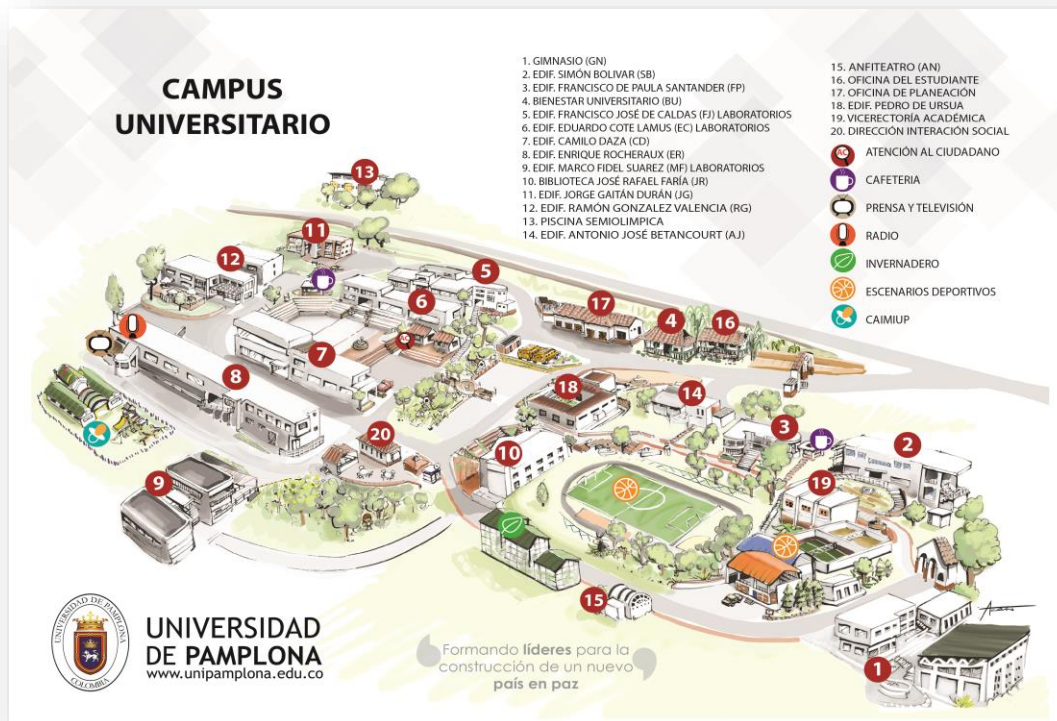 CAMPUS
UNIVERSITARIO
1. GIMNASIO (GN)
2. EDIF. SIMÓN BOLIVAR (SB)
3. EDIF. FRANCISCO DE PAULA SANTANDER (FP)
4. BIENESTAR UNIVERSITARIO (BU)
5. EDIF. FRANCISCO JOSÉ DE CALDAS (FJ) LABORATORIOS
6. EDIF. EDUARDO COTE LAMUS (EC) LABORATORIOS
7. EDIF. CAMILO DAZA (CD)
8. EDIF. ENRIQUE ROCHERAUX (ER)
9. EDIF. MARCO FIDEL SUAREZ (MF) LABORATORIOS
10. BIBLIOTECA JOSÉ RAFAEL FARÍA (JR)
11. EDIF. JORGE GAITÁN DURÁN (JG)
12. EDIF. RAMÓN GONZALEZ VALENCIA (RG)
13. PISCINA SEMIOLIMPICA
14. EDIF. ANTONIO JOSÉ BETANCOURT (AJ)
15. ANFITEATRO (AN)
16. OFICINA DEL ESTUDIANTE
17. OFICINA DE PLANEACIÓN
18. EDIF. PEDRO DE URSUA
19. VICERECTORÍA ACADÉMICA
20. DIRECCIÓN INTERACIÓN SOCIAL
AC
ATENCIÓN AL CIUDADANO
CAFETERIA
PRENSA Y TELEVISIÓN
RADIO
INVERNADERO
ESCENARIOS DEPORTIVOS
CAIMIUP
13
11
12
5
6
17
4
16
AC
7
8
18
14
3
2
20
10
19
9
15
1
UNIVERSIDAD DE PAMPLONA
COLOMBIA
UNIVERSIDAD
DE PAMPLONA
www.unipamplona.edu.co
Formando líderes para la
construcción de un nuevo
país en paz